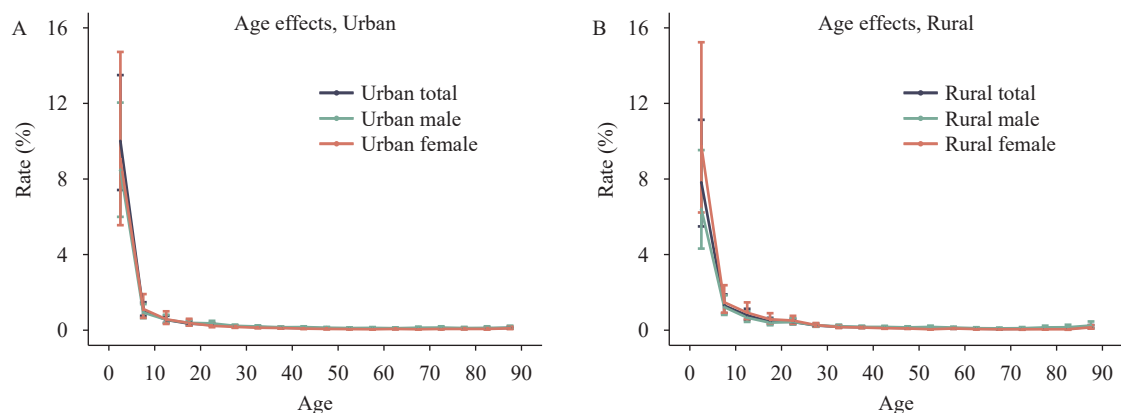 A
Age effects, Urban
16
12
8
4
0
Rate (%)
Urban total
Urban male
Urban female
0 10 20 30 40 50 60 70 80 90
Age
B
Age effects, Rural
16
12
8
4
0
Rate (%)
Rural total
Rural male
Rural female
0 10 20 30 40 50 60 70 80 90
Age